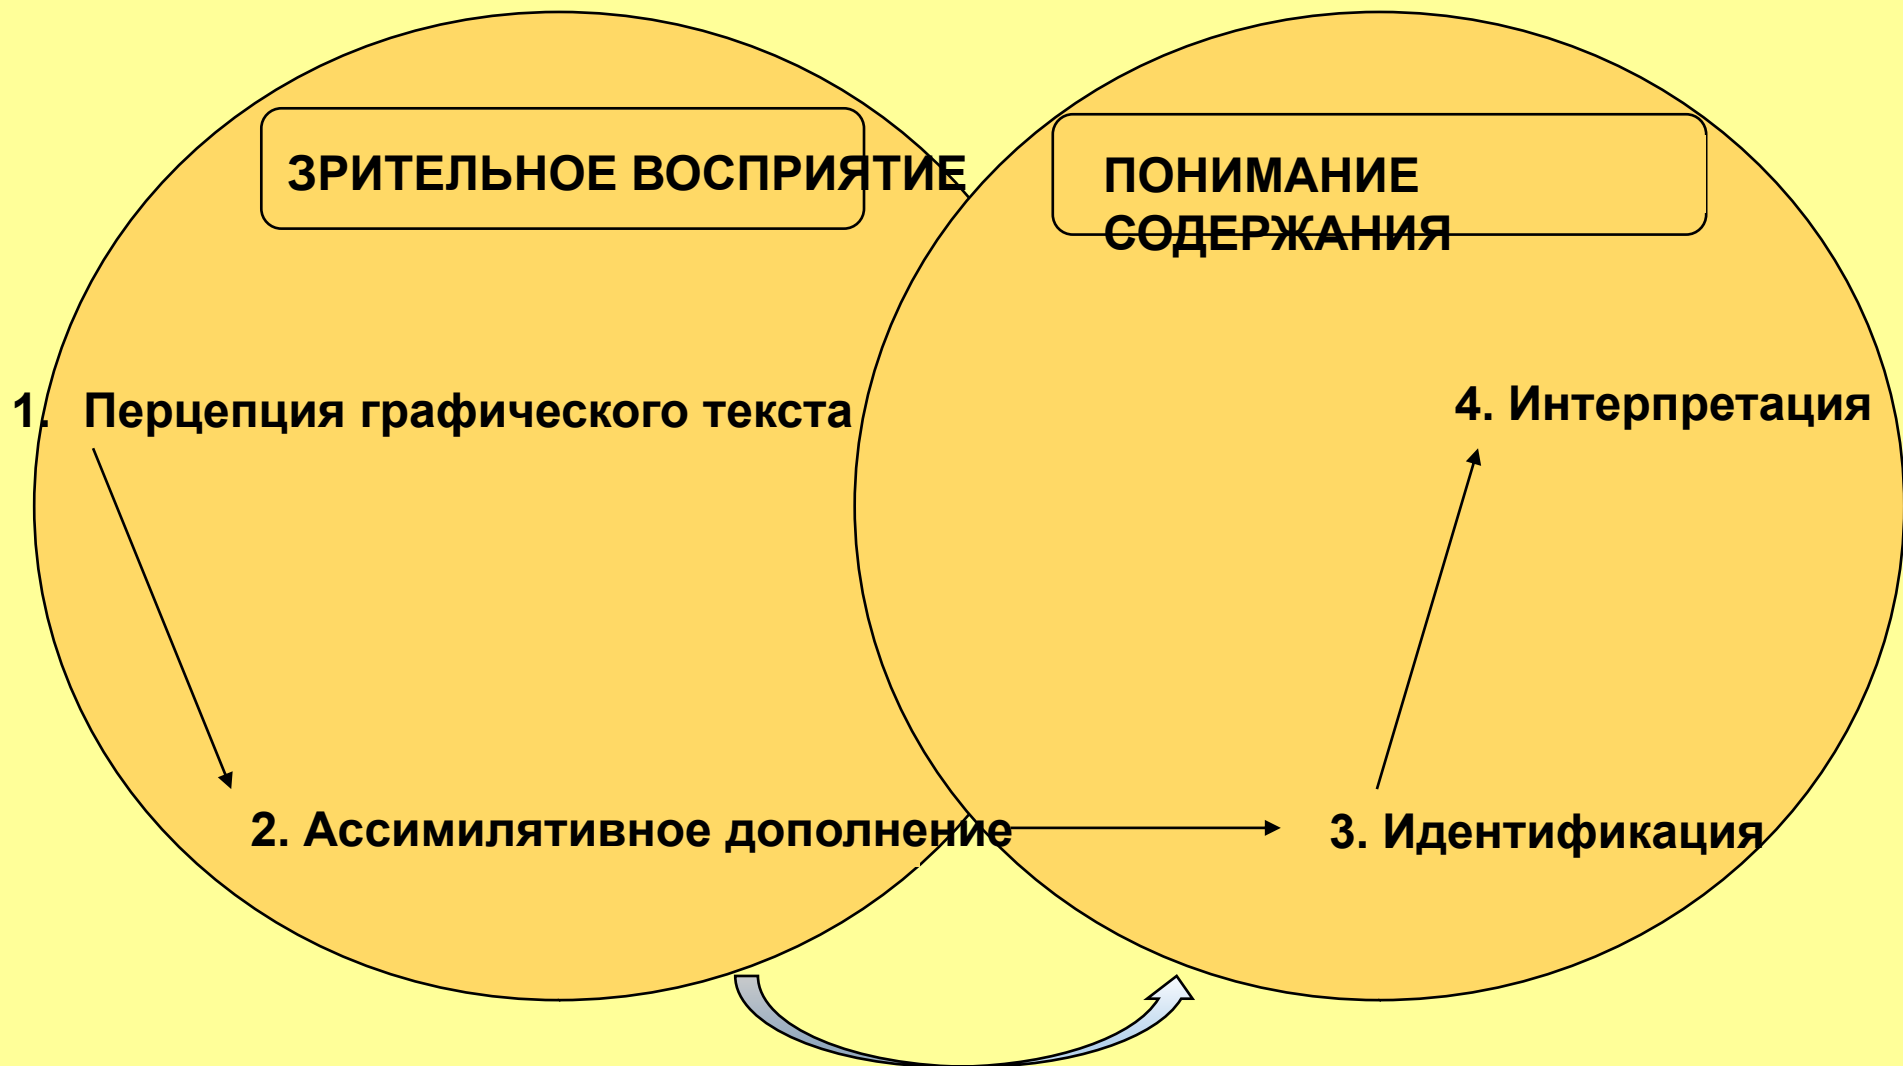 ЗРИТЕЛЬНОЕ ВОСПРИЯТИЕ
ПОНИМАНИЕ
СОДЕРЖАНИЯ
1. Перцепция графического текста
4. Интерпретация
2. Ассимилятивное дополнение
3. Идентификация